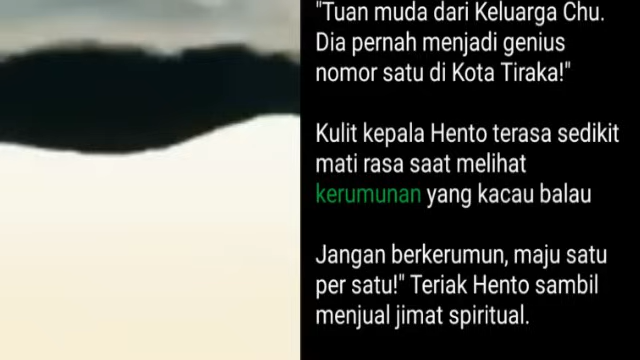 "Tuan muda dari Keluarga Chu.
Dia pernah menjadi genius
nomor satu di Kota Tiraka!"
Kulit kepala Hento terasa sedikit
mati rasa saat melihat
kerumunan yang kacau balau
Jangan berkerumun, maju satu
per satu!" Teriak Hento sambil
menjual jimat spiritual.